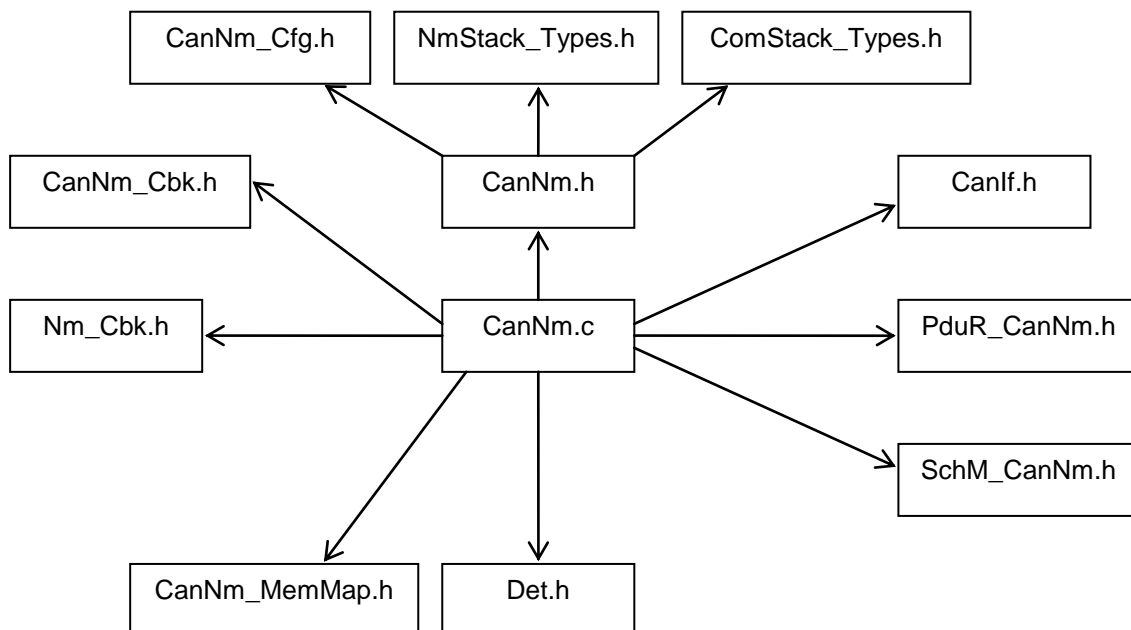 CanNm_Cfg.h
NmStack_Types.h
ComStack_Types.h
CanNm_Cbk.h
CanNm.h
CanIf.h
Nm_Cbk.h
CanNm.c
PduR_CanNm.h
SchM_CanNm.h
CanNm_MemMap.h
Det.h